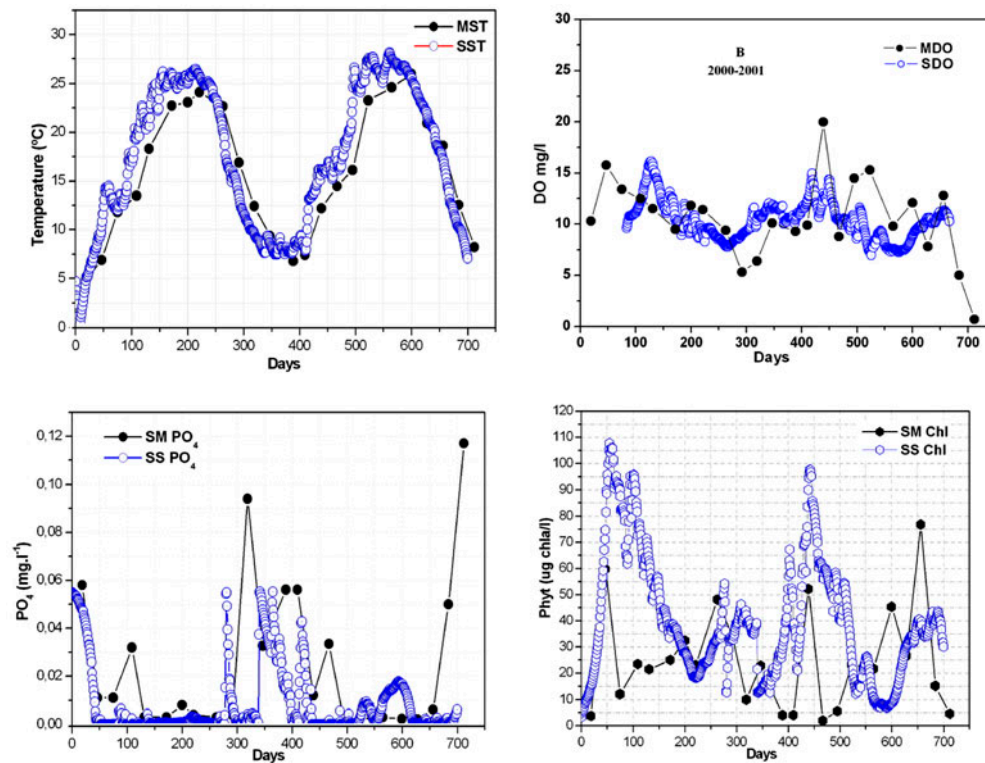 MST
SST
30
25
20
15
10
5
0
Temperature (ºC)
0 100 200 300 400 500 600 700
Days
B
2000-2001
MDO
SDO
30
25
20
15
10
5
0
DO mg/l
100 200 300 400 500 600 700
Days
SM PO4
SS PO4
0,12
0,10
0,08
0,06
0,04
0,02
0,00
PO4 (mg.l-1)
0 100 200 300 400 500 600 700
Days
SM Chl
SS Chl
120
110
100
90
80
70
60
50
40
30
20
10
0
Phyt (ug chla/l)
0 100 200 300 400 500 600 700
Days